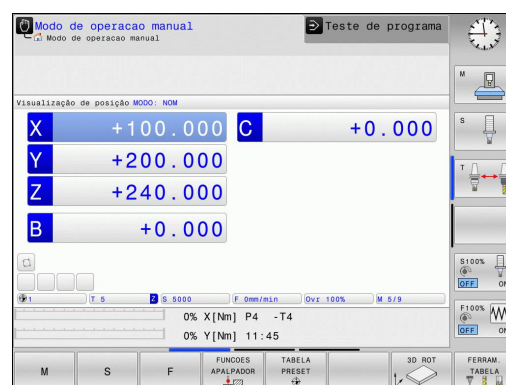 Modo de operacao manual
Modo de operacao manual
Teste de programa
Visualização de posição MODO: NOM
X +100.000 C +0.000
Y +200.000
Z +240.000
B +0.000
1 T 5 Z S 5000 F 0mm/min Ovr 100% M 5/9
0% X[Nm] P4 -T4
0% Y[Nm] 11:45
M
S
T
S100%
OFF ON
F100%
OFF ON
M
S
F
FUNCOES
APALPADOR
TABELA
PRESET
3D ROT
FERRAM.
TABELA